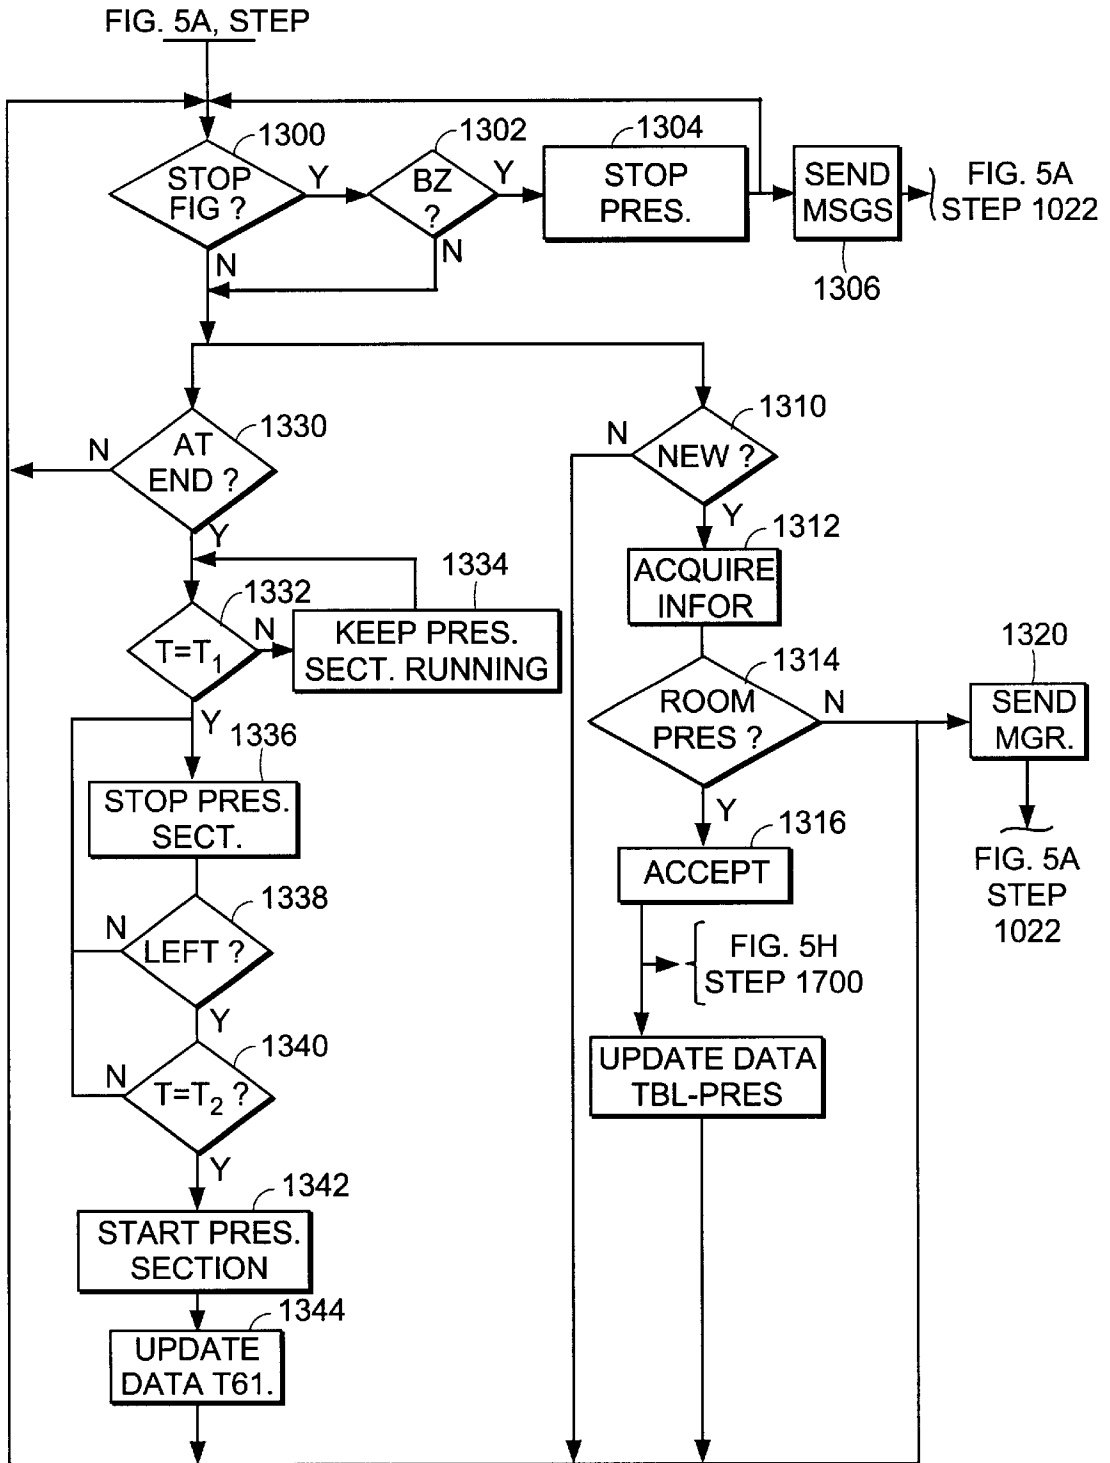 FIG. 5A, STEP
1300
STOP
FIG ?
Y
N
1302
BZ
?
Y
N
1304
STOP
PRES.
SEND
MSGS
1306
FIG. 5A
STEP 1022
1330
AT
END ?
N
Y
1332
T=T1
N
Y
1334
KEEP PRES.
SECT. RUNNING
1336
STOP PRES.
SECT.
1338
LEFT ?
N
Y
1340
T=T2 ?
N
Y
1342
START PRES.
SECTION
1344
UPDATE
DATA T61.
1310
NEW ?
N
Y
1312
ACQUIRE
INFOR
1314
ROOM
PRES ?
N
Y
1316
ACCEPT
FIG. 5H
STEP 1700
UPDATE DATA
TBL-PRES
1320
SEND
MGR.
FIG. 5A
STEP
1022